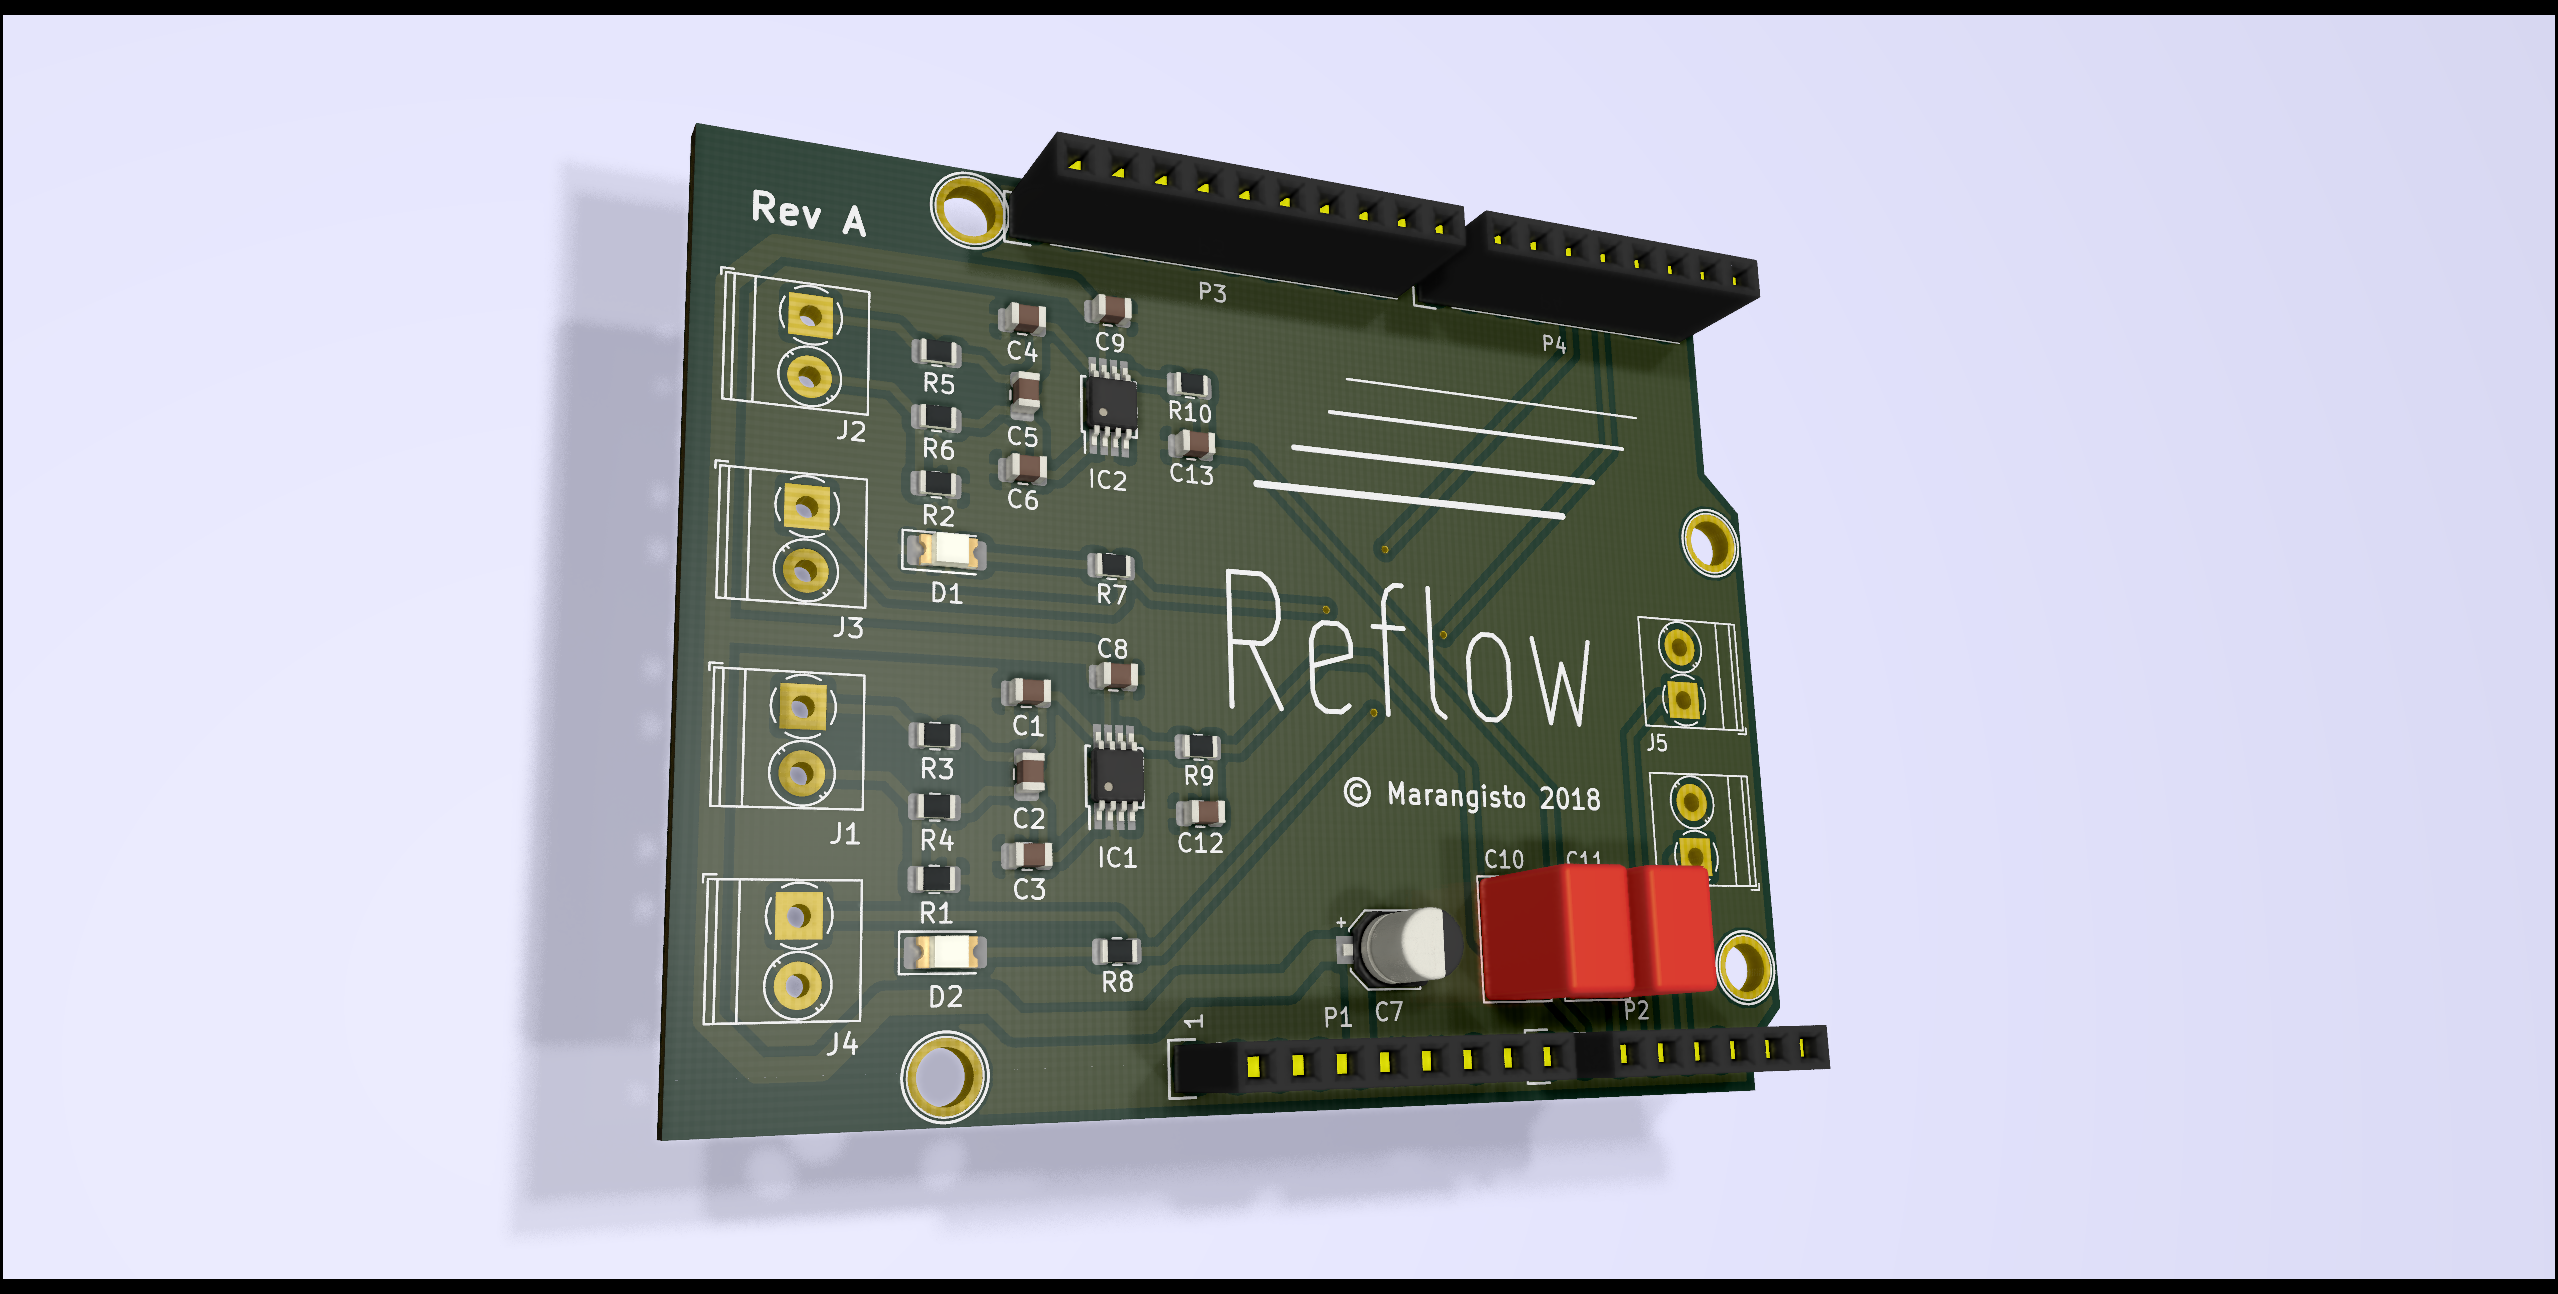 Rev A
P3
P4
J2
C4
C9
R5
R10
C5
R6
IC2
C13
C6
R2
D1
R7
J3
Reflow
C8
J5
C1
R3
R9
© Marangisto 2018
C2
J1
R4
C12
IC1
C10
C11
C3
R1
+
R8
D2
P1
C7
P2
1
J4